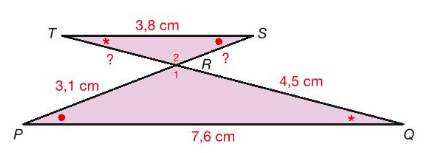 3,8 cm
T * S
? 2 R ?
1
3,1 cm 4,5 cm
P * Q
7,6 cm